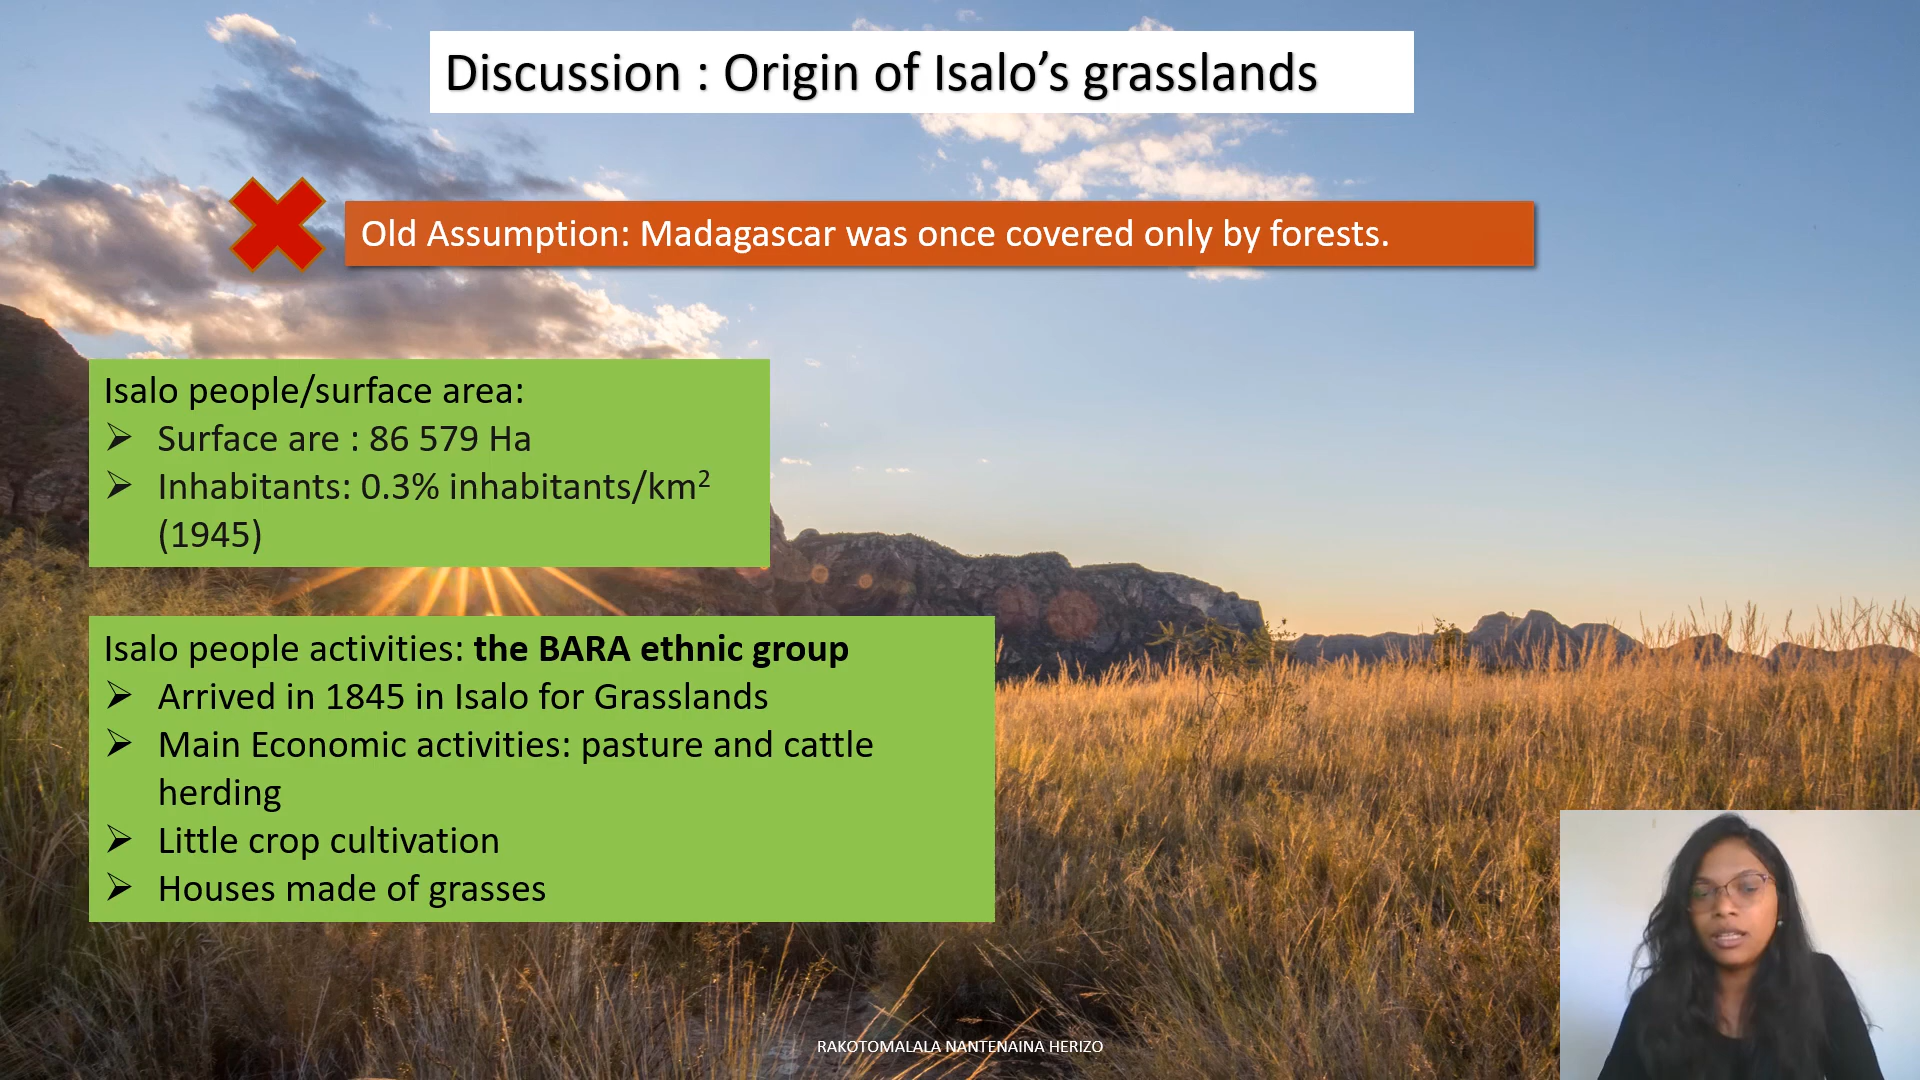 Discussion : Origin of Isalo’s grasslands
Old Assumption: Madagascar was once covered only by forests.
Isalo people/surface area:
➢ Surface are : 86 579 Ha
➢ Inhabitants: 0.3% inhabitants/km²
(1945)
Isalo people activities: the BARA ethnic group
➢ Arrived in 1845 in Isalo for Grasslands
➢ Main Economic activities: pasture and cattle
herding
➢ Little crop cultivation
➢ Houses made of grasses
RAKOTOMALALA NANTENAINA HERIZO